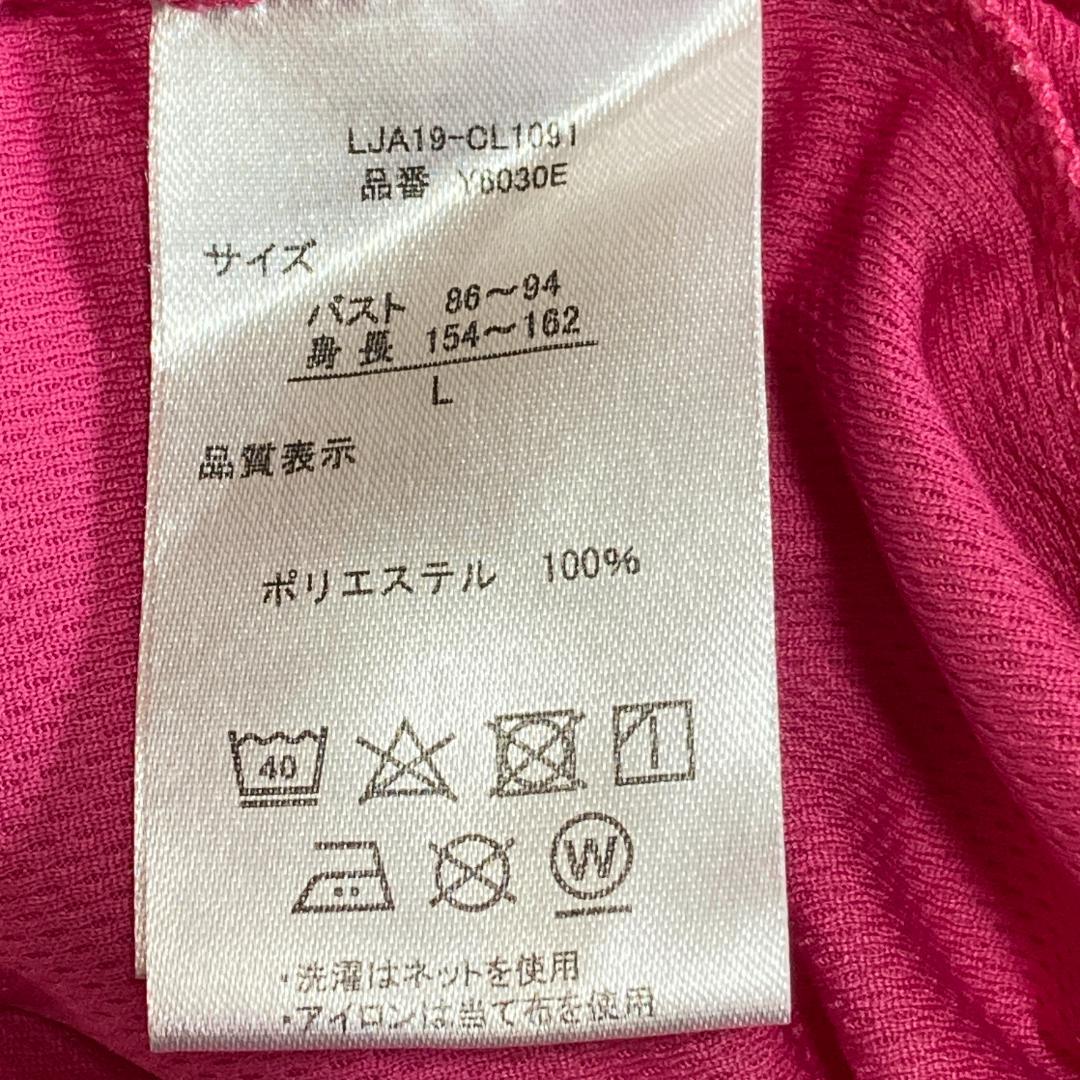 LJA19-CL1091
品番 Y6030E
サイズ
バスト 86～94
身長 154～162
L
品質表示
ポリエステル 100%
40
W
・洗濯はネットを使用
・アイロンは当て布を使用